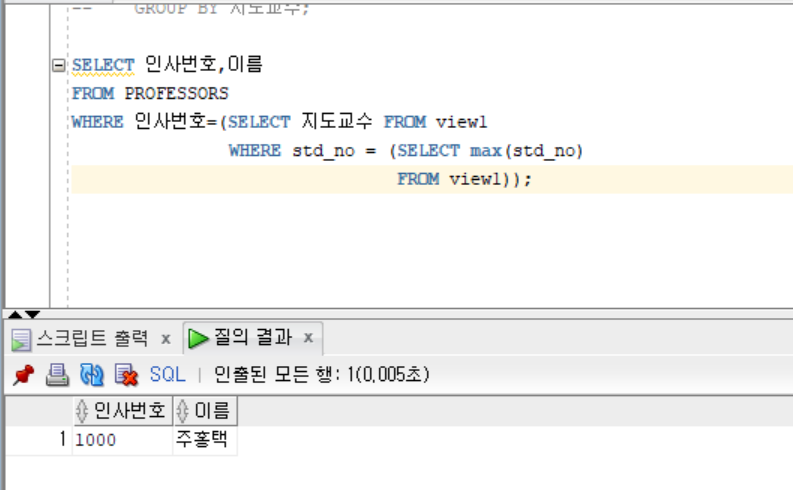 -- GROUP BY 지도교수;
SELECT 인사번호,이름
FROM PROFESSORS
WHERE 인사번호=(SELECT 지도교수 FROM view1
WHERE std_no = (SELECT max(std_no)
FROM view1));
스크립트 출력 x 질의 결과 x
SQL | 인출된 모든 행: 1(0,005초)
인사번호 이름
1 1000 주홍택